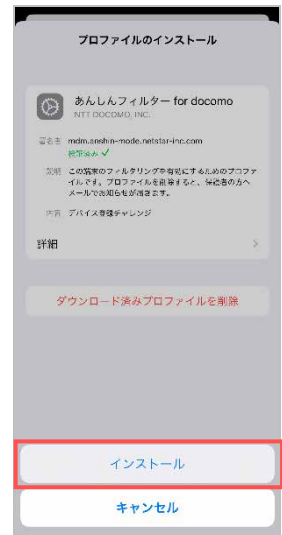 プロファイルのインストール
あんしんフィルター for docomo
NTT DOCOMO, INC.
署名者 mdm.anshin-mode.netstar-inc.com
検証済み ✓
説明 この端末のフィルタリングを有効にするためのプロファ
イルです。プロファイルを削除すると、保護者の方へ
メールでお知らせが届きます。
内容 デバイス登録チャレンジ
詳細
ダウンロード済みプロファイルを削除
インストール
キャンセル